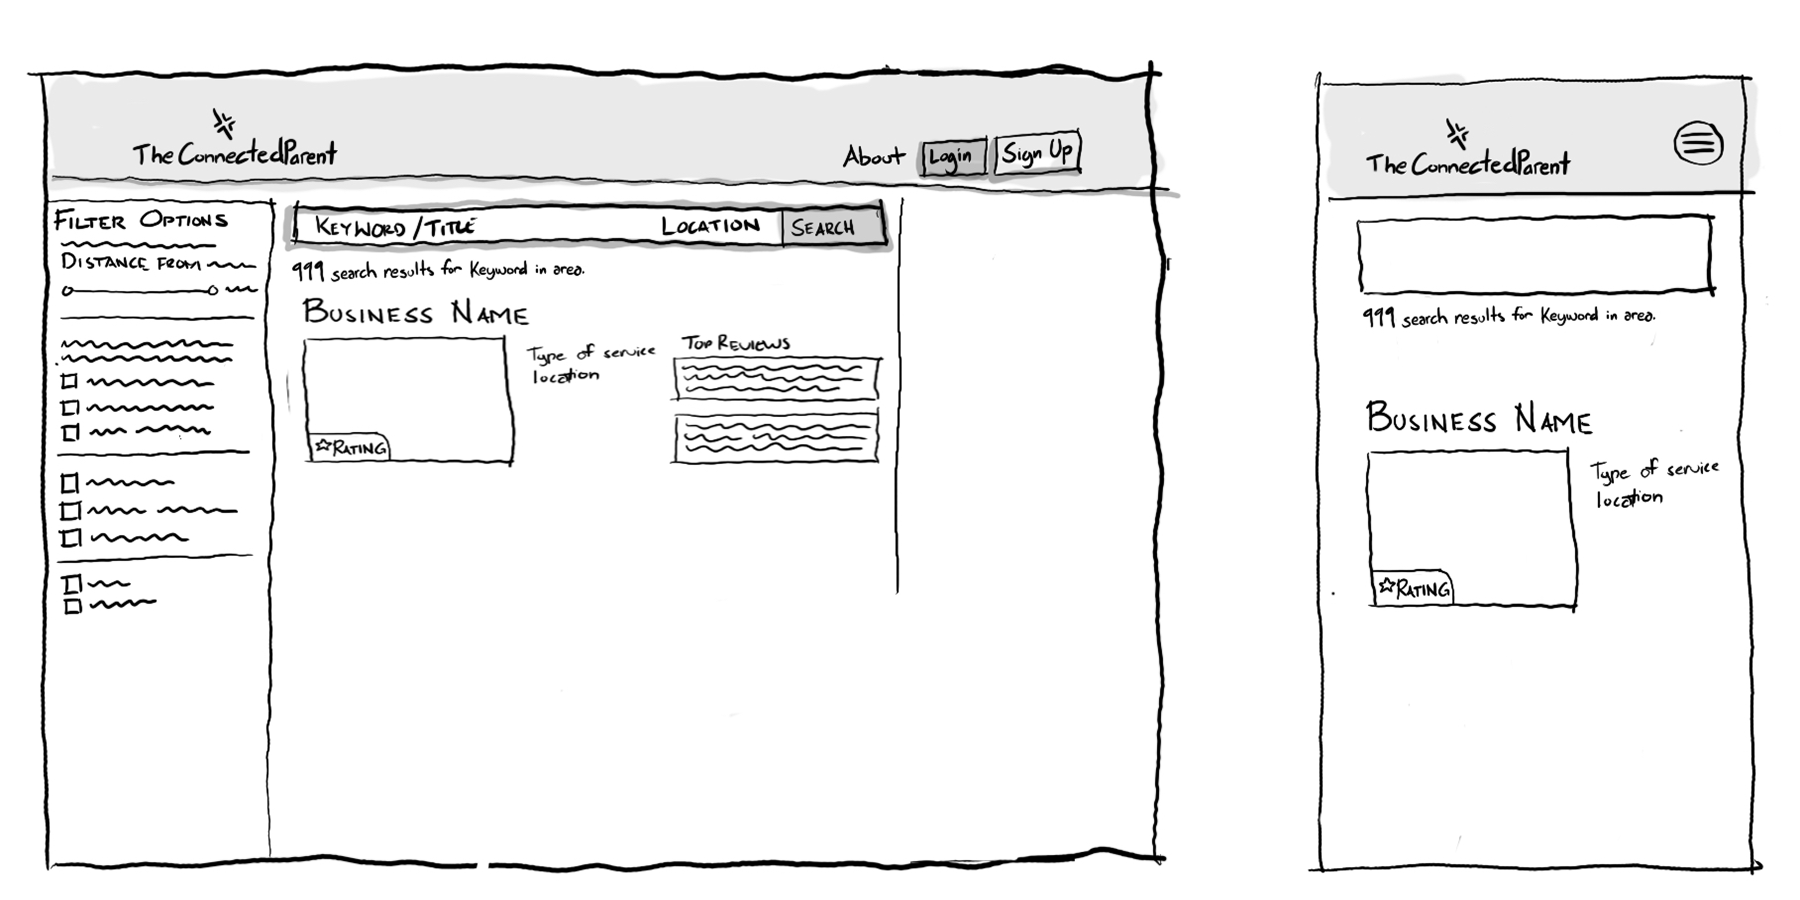 The ConnectedParent
About Login Sign Up
FILTER OPTIONS
DISTANCE FROM
KEYWORD / TITLE LOCATION SEARCH
999 search results for Keyword in area.
BUSINESS NAME
Type of service
location
RATING
TOP REVIEWS
The ConnectedParent
999 search results for Keyword in area.
BUSINESS NAME
Type of service
location
RATING